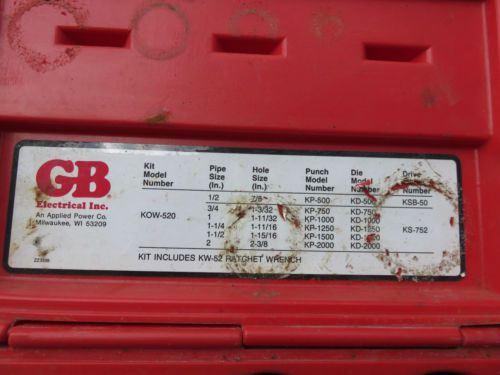 GB
Electrical Inc.
An Applied Power Co.
Milwaukee, WI 53209
Kit Model Number
Pipe Size (In.)
Hole Size (In.)
Punch Model Number
Die Model Number
Drive
KOW-520
1/2 7/8 KP-500 KD-500 KSB-50
3/4 1-3/32 KP-750 KD-750
1 1-11/32 KP-1000 KD-1000
1-1/4 1-11/16 KP-1250 KD-1250 KS-752
1-1/2 1-15/16 KP-1500 KD-1500
2 2-3/8 KP-2000 KD-2000
KIT INCLUDES KW-52 RATCHET WRENCH